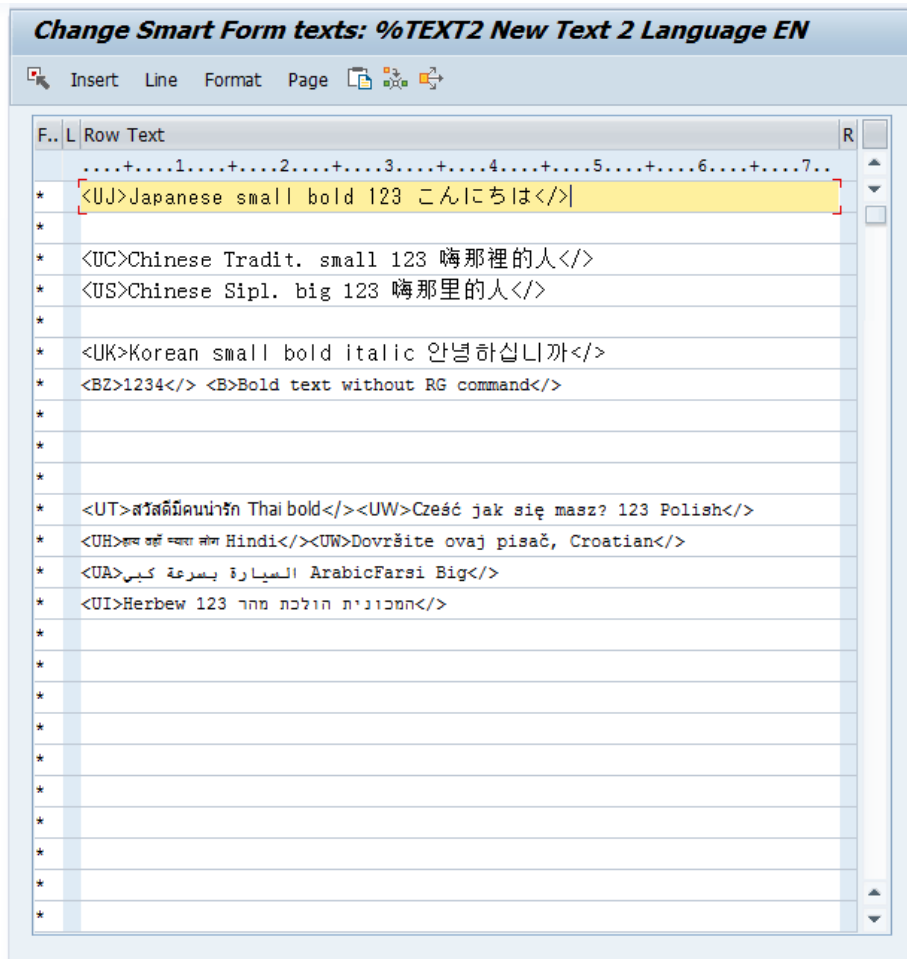 Change Smart Form texts: %TEXT2 New Text 2 Language EN
Insert Line Format Page
F.. L Row Text R
....+....1....+....2....+....3....+....4....+....5....+....6....+....7..
* <UJ>Japanese small bold 123 こんにちは</>
*
* <UC>Chinese Tradit. small 123 嗨那裡的人</>
* <US>Chinese Sipl. big 123 嗨那里的人</>
*
* <UK>Korean small bold italic 안녕하십니까</>
* <BZ>1234</> <B>Bold text without RG command</>
*
*
*
* <UT>สวัสดีมีคนน่ารัก Thai bold</><UW>Cześć jak się masz? 123 Polish</>
* <UH>हाय वहाँ प्यारा लोग Hindi</><UW>Dovršite ovaj pisač, Croatian</>
* <UA>السيارة بسرعة كبي ArabicFarsi Big</>
* <UI>Herbew 123 המכונית הולכת מהר</>
*
*
*
*
*
*
*
*
*
*